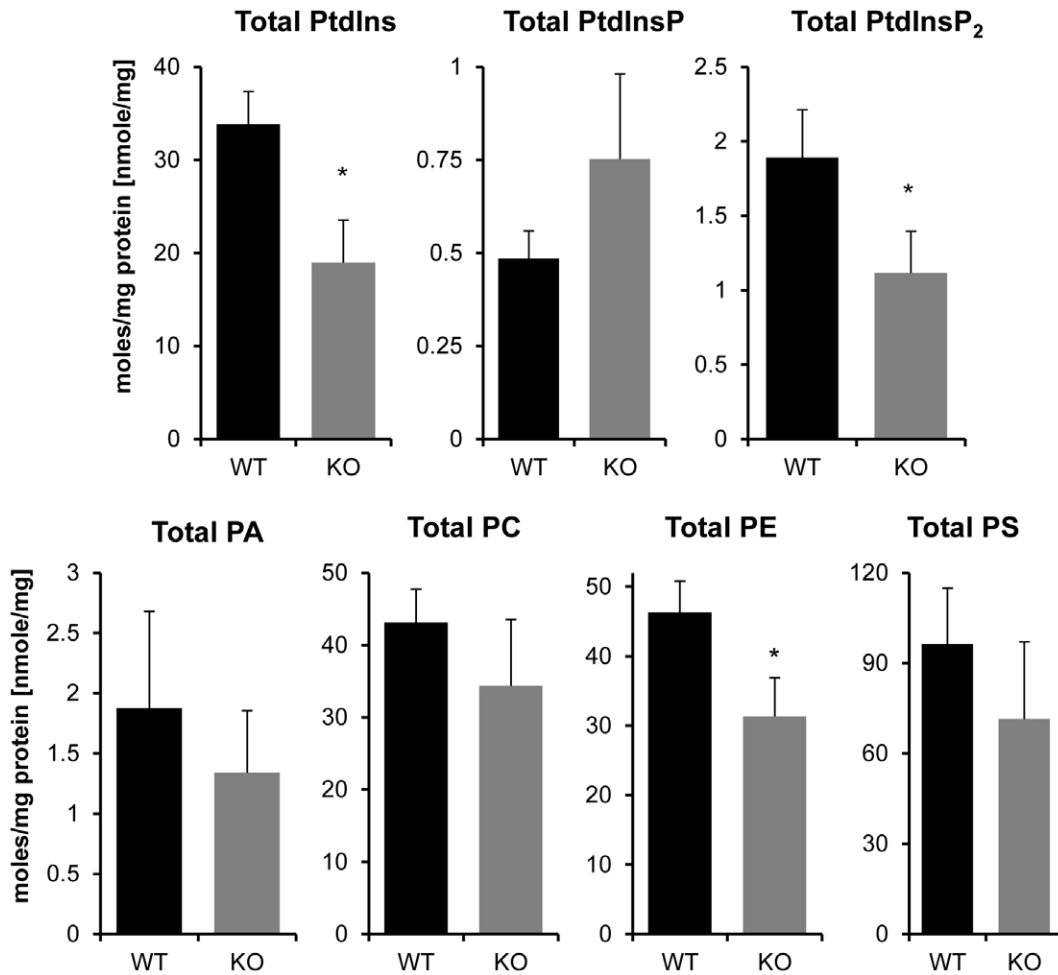 Total PtdIns
Total PtdInsP
Total PtdInsP₂
moles/mg protein [nmole/mg]
40
30
20
10
0
*
WT
KO
1
0.75
0.5
0.25
0
WT
KO
2.5
2
1.5
1
0.5
0
*
WT
KO
Total PA
Total PC
Total PE
Total PS
moles/mg protein [nmole/mg]
3
2.5
2
1.5
1
0.5
0
WT
KO
50
40
30
20
10
0
WT
KO
50
40
30
20
10
0
*
WT
KO
120
90
60
30
0
WT
KO